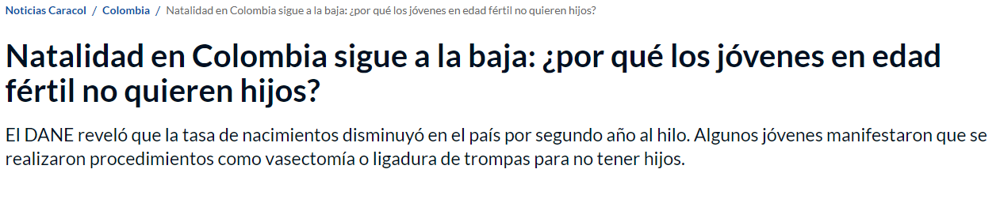 Noticias Caracol / Colombia / Natalidad en Colombia sigue a la baja: ¿por qué los jóvenes en edad fértil no quieren hijos?
Natalidad en Colombia sigue a la baja: ¿por qué los jóvenes en edad
fértil no quieren hijos?
El DANE reveló que la tasa de nacimientos disminuyó en el país por segundo año al hilo. Algunos jóvenes manifestaron que se
realizaron procedimientos como vasectomía o ligadura de trompas para no tener hijos.